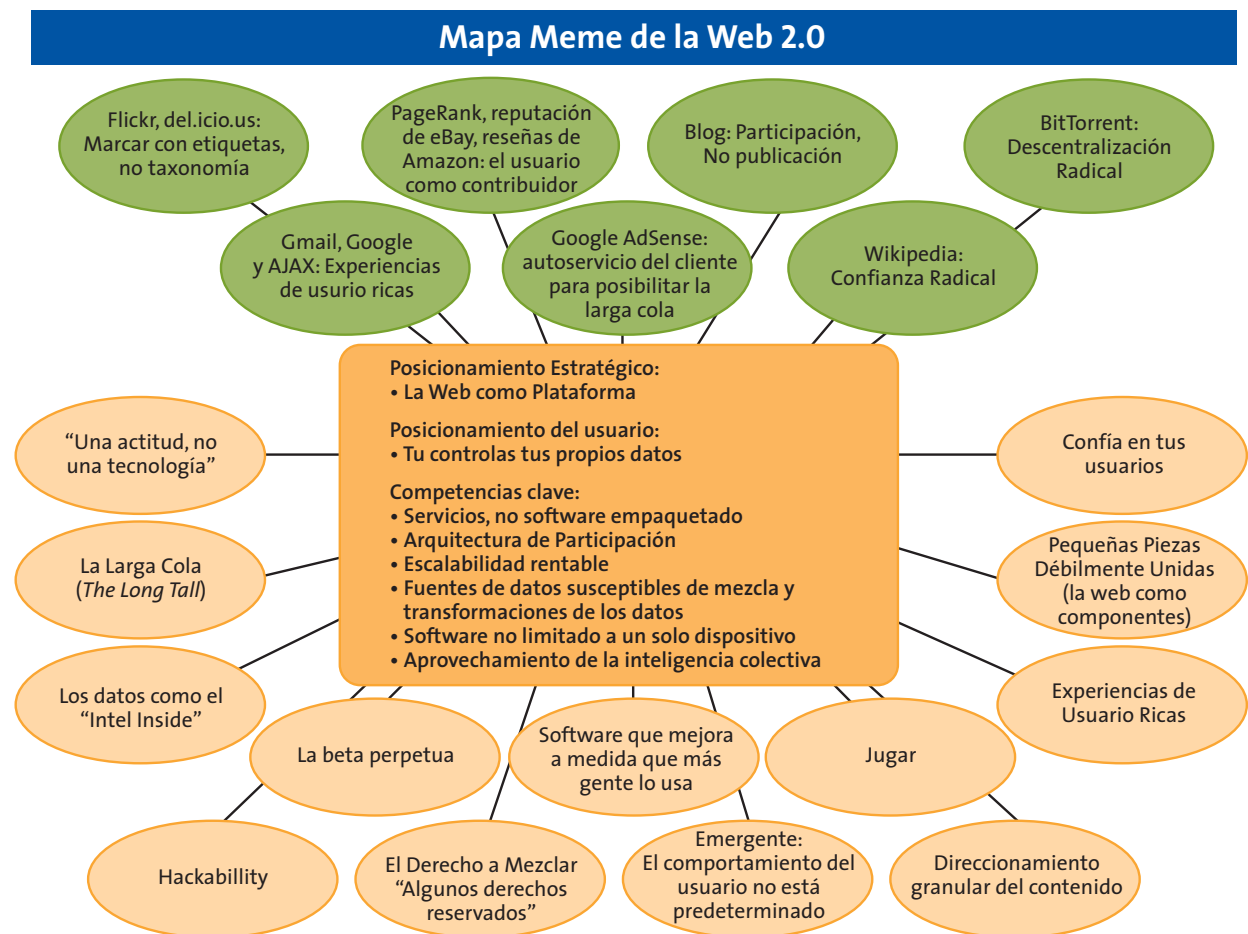 Mapa Meme de la Web 2.0
Flickr, del.icio.us:
Marcar con etiquetas,
no taxonomía
PageRank, reputación
de eBay, reseñas de
Amazon: el usuario
como contribuidor
Blog: Participación,
No publicación
BitTorrent:
Descentralización
Radical
Gmail, Google
y AJAX: Experiencias
de usurio ricas
Google AdSense:
autoservicio del cliente
para posibilitar la
larga cola
Wikipedia:
Confianza Radical
Posicionamiento Estratégico:
• La Web como Plataforma
Posicionamiento del usuario:
• Tu controlas tus propios datos
Competencias clave:
• Servicios, no software empaquetado
• Arquitectura de Participación
• Escalabilidad rentable
• Fuentes de datos susceptibles de mezcla y
transformaciones de los datos
• Software no limitado a un solo dispositivo
• Aprovechamiento de la inteligencia colectiva
“Una actitud, no
una tecnología”
La Larga Cola
(The Long Tall)
Los datos como el
“Intel Inside”
Confía en tus
usuarios
Pequeñas Piezas
Débilmente Unidas
(la web como
componentes)
Experiencias de
Usuario Ricas
La beta perpetua
Software que mejora
a medida que más
gente lo usa
Jugar
Hackabillity
El Derecho a Mezclar
“Algunos derechos
reservados”
Emergente:
El comportamiento del
usuario no está
predeterminado
Direccionamiento
granular del contenido